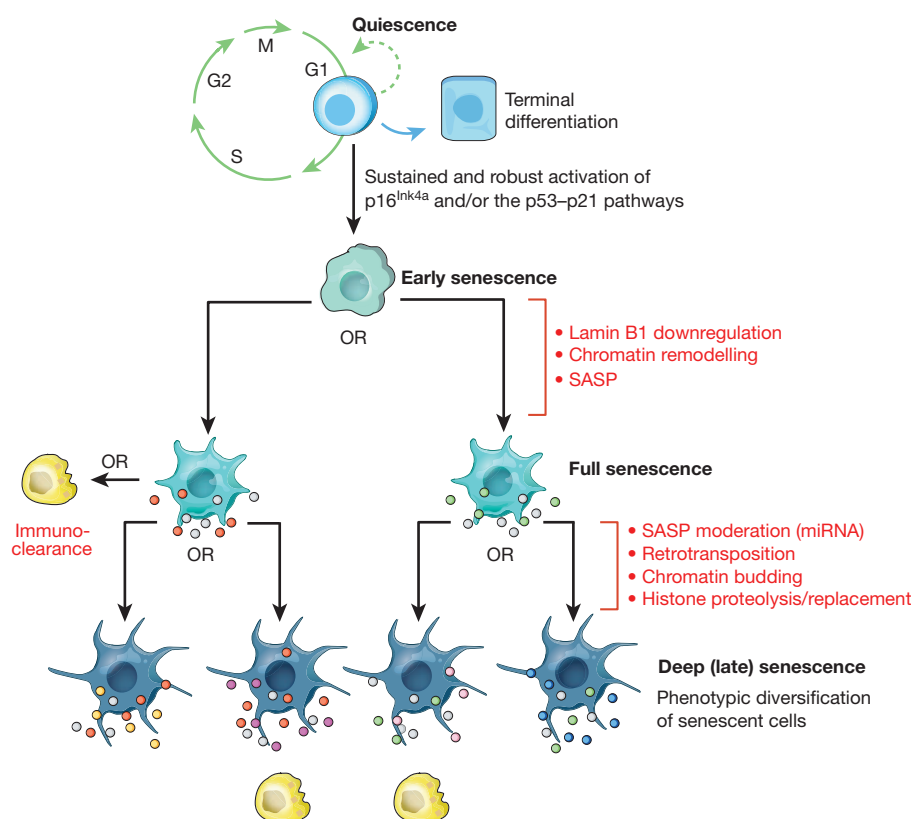 Quiescence
M
G1
G2
S
Terminal
differentiation
Sustained and robust activation of
p16^Ink4a and/or the p53–p21 pathways
Early senescence
OR
• Lamin B1 downregulation
• Chromatin remodelling
• SASP
OR
Immuno-
clearance
Full senescence
OR
OR
• SASP moderation (miRNA)
• Retrotransposition
• Chromatin budding
• Histone proteolysis/replacement
Deep (late) senescence
Phenotypic diversification
of senescent cells